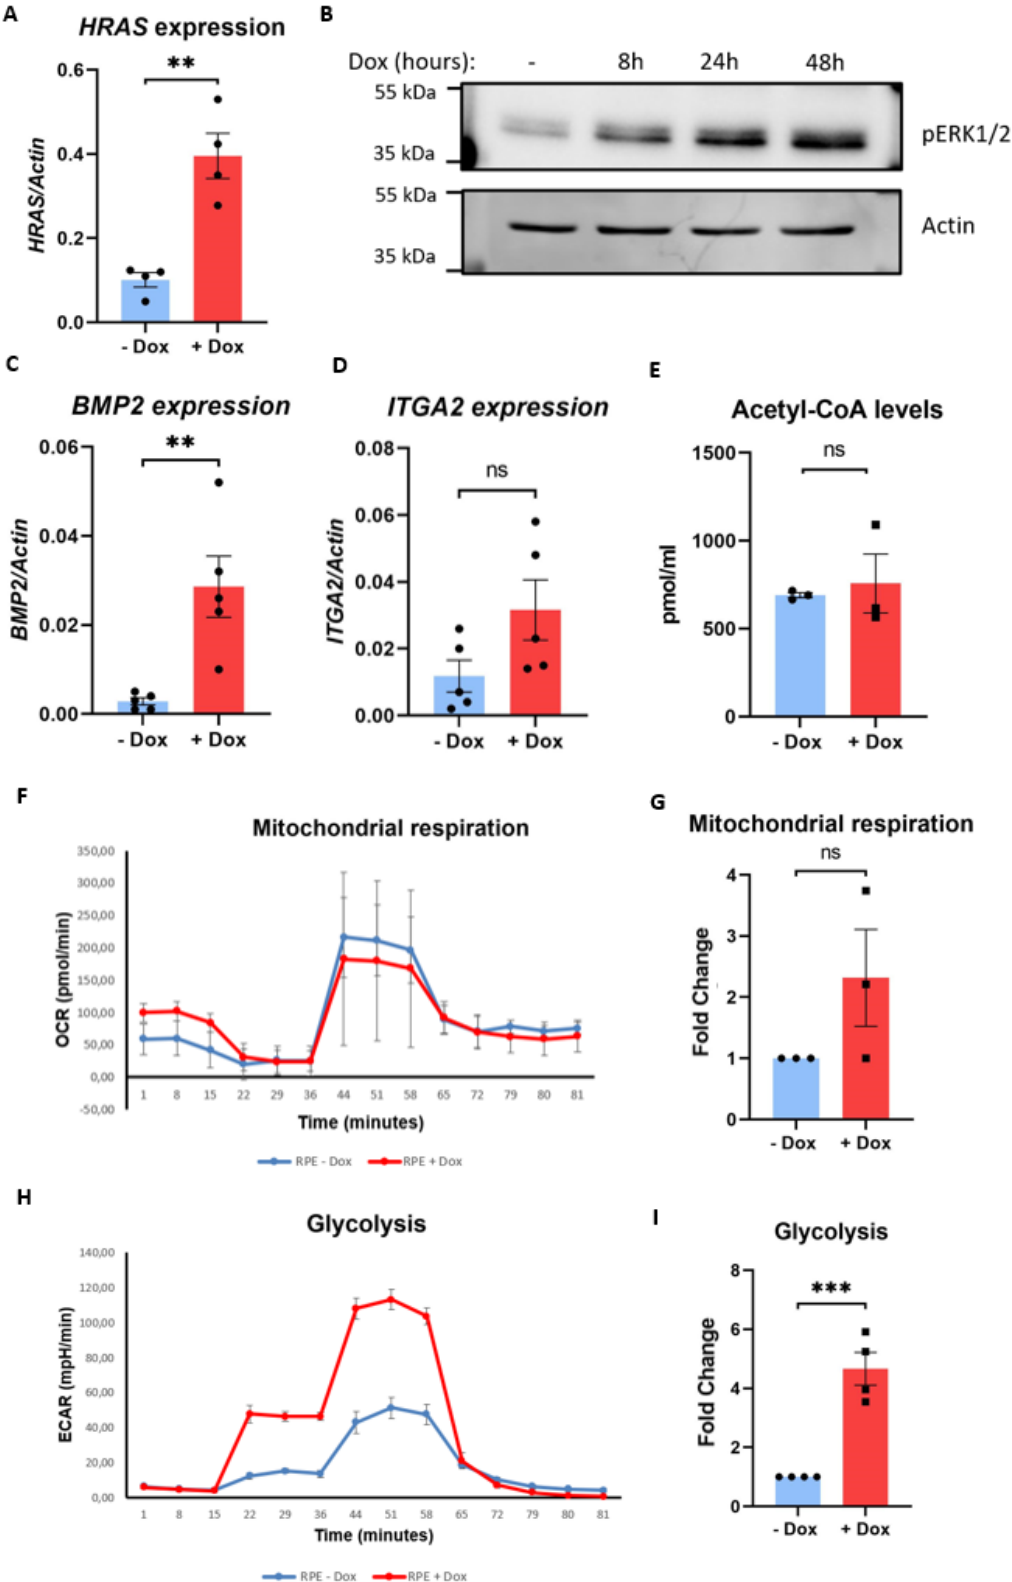 A
HRAS expression
**
0.6
0.4
0.2
0.0
HRAS/Actin
- Dox
+ Dox
B
Dox (hours): - 8h 24h 48h
55 kDa
35 kDa
pERK1/2
55 kDa
35 kDa
Actin
C
BMP2 expression
**
0.06
0.04
0.02
0.00
BMP2/Actin
- Dox
+ Dox
D
ITGA2 expression
ns
0.08
0.06
0.04
0.02
0.00
ITGA2/Actin
- Dox
+ Dox
E
Acetyl-CoA levels
ns
1500
1000
500
0
pmol/ml
- Dox
+ Dox
F
Mitochondrial respiration
350,00
300,00
250,00
200,00
150,00
100,00
50,00
0,00
-50,00
OCR (pmol/min)
1 8 15 22 29 36 44 51 58 65 72 79 80 81
Time (minutes)
RPE - Dox
RPE + Dox
G
Mitochondrial respiration
ns
4
3
2
1
0
Fold Change
- Dox
+ Dox
H
Glycolysis
140,00
120,00
100,00
80,00
60,00
40,00
20,00
0,00
ECAR (mpH/min)
1 8 15 22 29 36 44 51 58 65 72 79 80 81
Time (minutes)
RPE - Dox
RPE + Dox
I
Glycolysis
***
8
6
4
2
0
Fold Change
- Dox
+ Dox